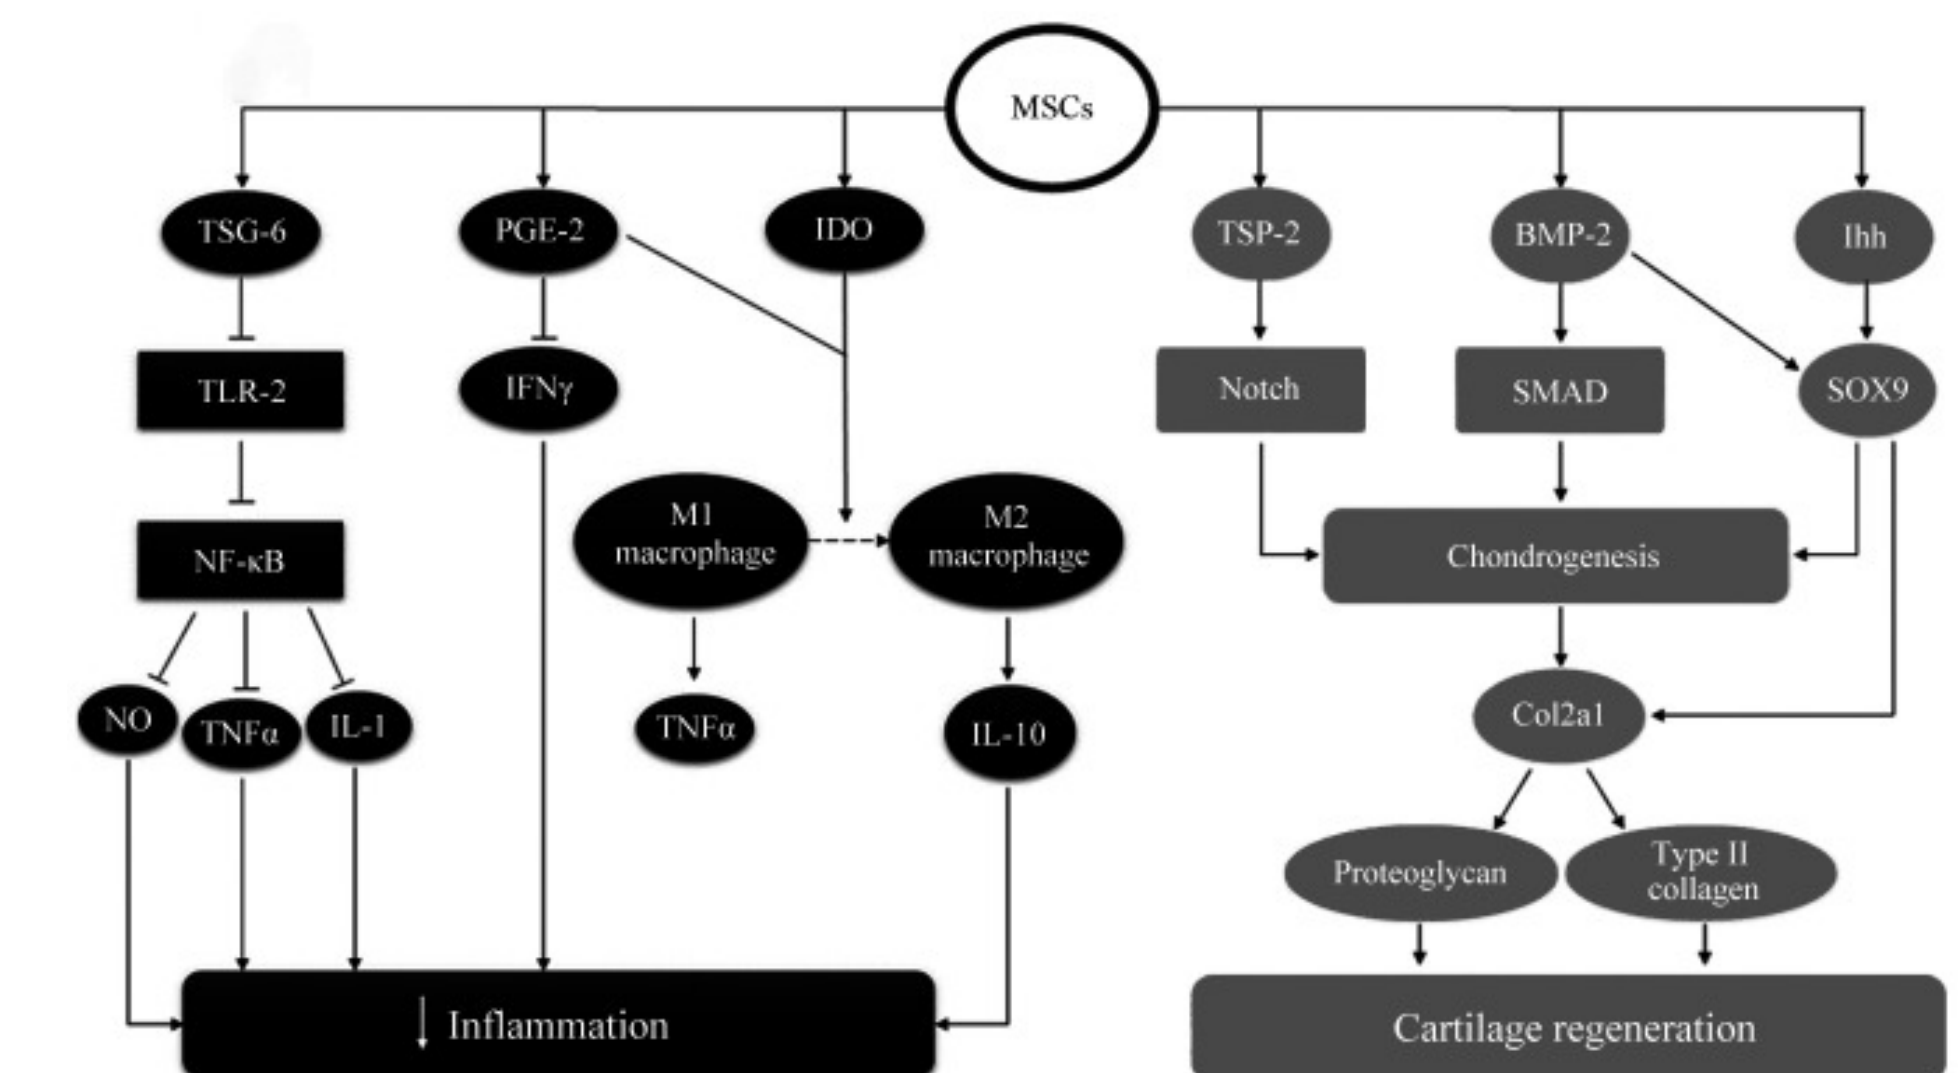 MSCs
TSG-6
PGE-2
IDO
TSP-2
BMP-2
Ihh
TLR-2
IFNγ
Notch
SMAD
SOX9
M1
macrophage
M2
macrophage
NF-κB
Chondrogenesis
NO
TNFα
IL-1
TNFα
IL-10
Col2a1
Proteoglycan
Type II
collagen
↓ Inflammation
Cartilage regeneration